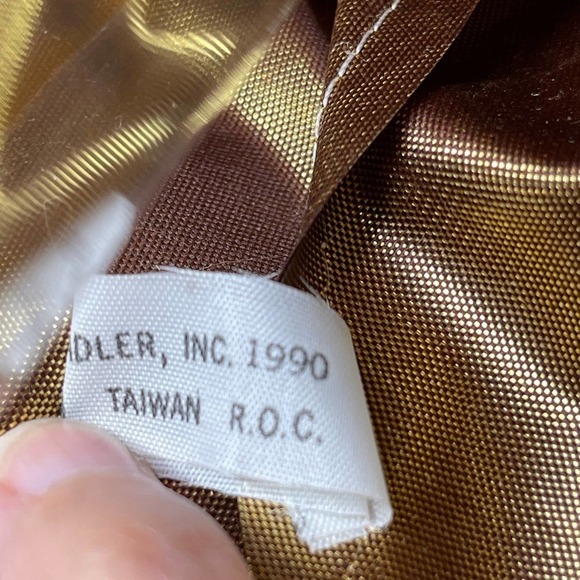 DLER, INC. 1990
TAIWAN R.O.C.